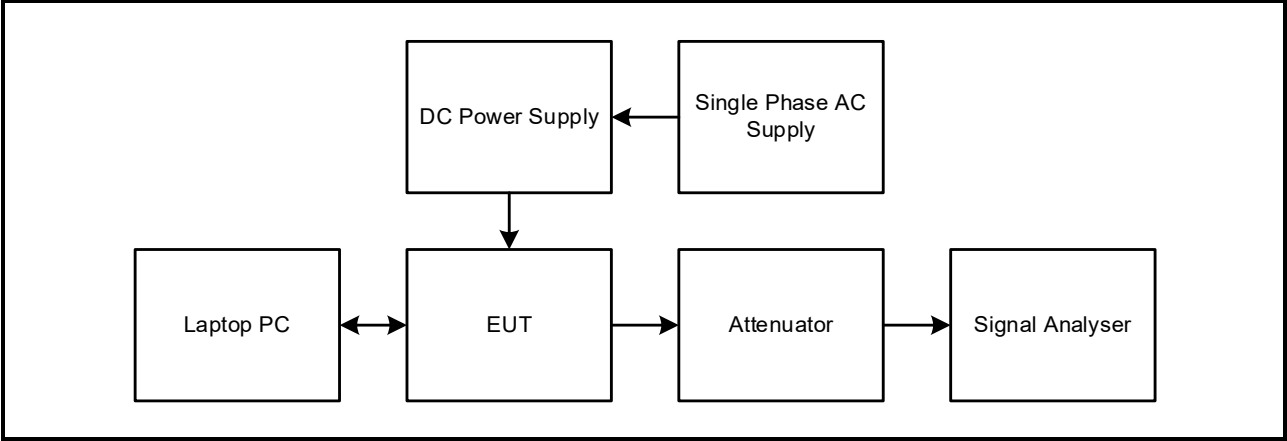 DC Power Supply
Single Phase AC
Supply
Laptop PC
EUT
Attenuator
Signal Analyser